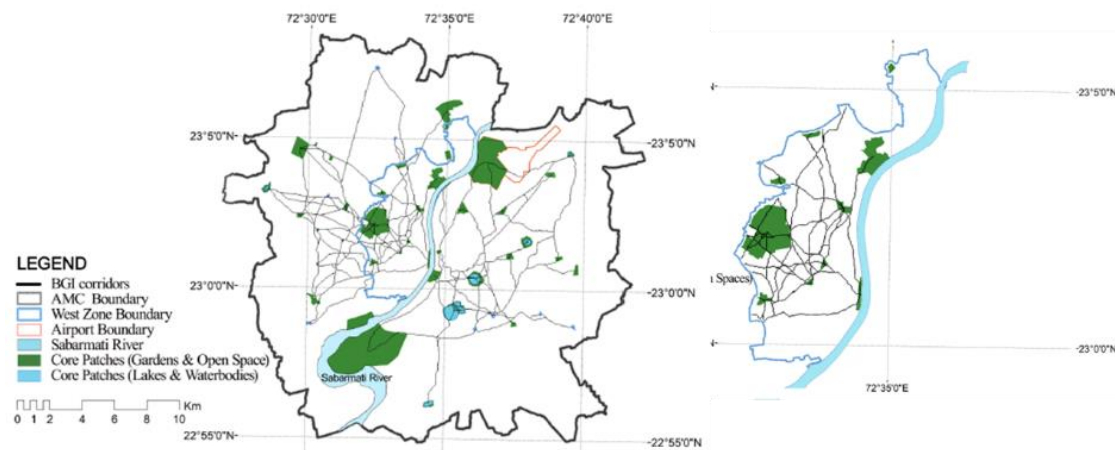 72°30'0"E 72°35'0"E 72°40'0"E
23°5'0"N
23°0'0"N
22°55'0"N
23°5'0"N
23°0'0"N
22°55'0"N
Sabarmati River
LEGEND
BGI corridors
AMC Boundary
West Zone Boundary
Airport Boundary
Sabarmati River
Core Patches (Gardens & Open Space)
Core Patches (Lakes & Waterbodies)
Km
0 1 2 4 6 8 10
35'0"E
N
23°5'0"N
Spaces)
N
23°0'0"N
72°35'0"E